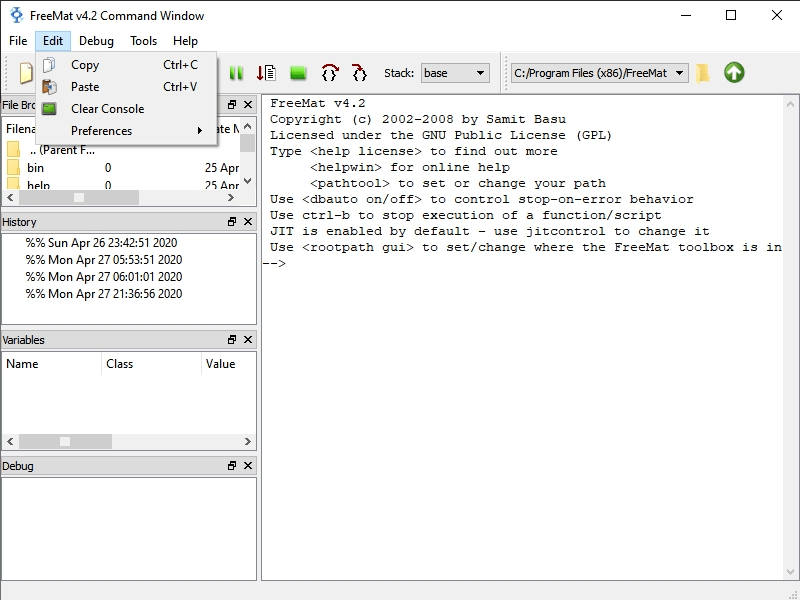 FreeMat v4.2 Command Window
File Edit Debug Tools Help
Copy Ctrl+C
Paste Ctrl+V
Clear Console
Preferences
Stack: base C:/Program Files (x86)/FreeMat
File Bro
Filena ate M
.. (Parent F...
bin 0 25 Apr
help 0 25 Apr
History
%% Sun Apr 26 23:42:51 2020
%% Mon Apr 27 05:53:51 2020
%% Mon Apr 27 06:01:01 2020
%% Mon Apr 27 21:36:56 2020
Variables
Name Class Value
Debug
FreeMat v4.2
Copyright (c) 2002-2008 by Samit Basu
Licensed under the GNU Public License (GPL)
Type <help license> to find out more
<helpwin> for online help
<pathtool> to set or change your path
Use <dbauto on/off> to control stop-on-error behavior
Use ctrl-b to stop execution of a function/script
JIT is enabled by default - use jitcontrol to change it
Use <rootpath gui> to set/change where the FreeMat toolbox is in
-->